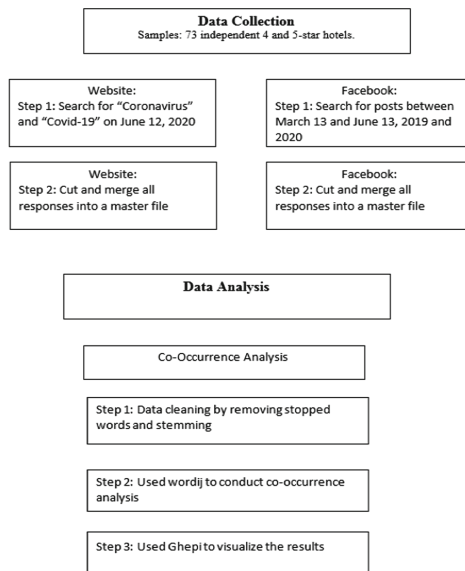 Data Collection
Samples: 73 independent 4 and 5-star hotels.
Website:
Step 1: Search for “Coronavirus”
and “Covid-19” on June 12, 2020
Facebook:
Step 1: Search for posts between
March 13 and June 13, 2019 and
2020
Website:
Step 2: Cut and merge all
responses into a master file
Facebook:
Step 2: Cut and merge all
responses into a master file
Data Analysis
Co-Occurrence Analysis
Step 1: Data cleaning by removing stopped
words and stemming
Step 2: Used wordij to conduct co-occurrence
analysis
Step 3: Used Ghepi to visualize the results